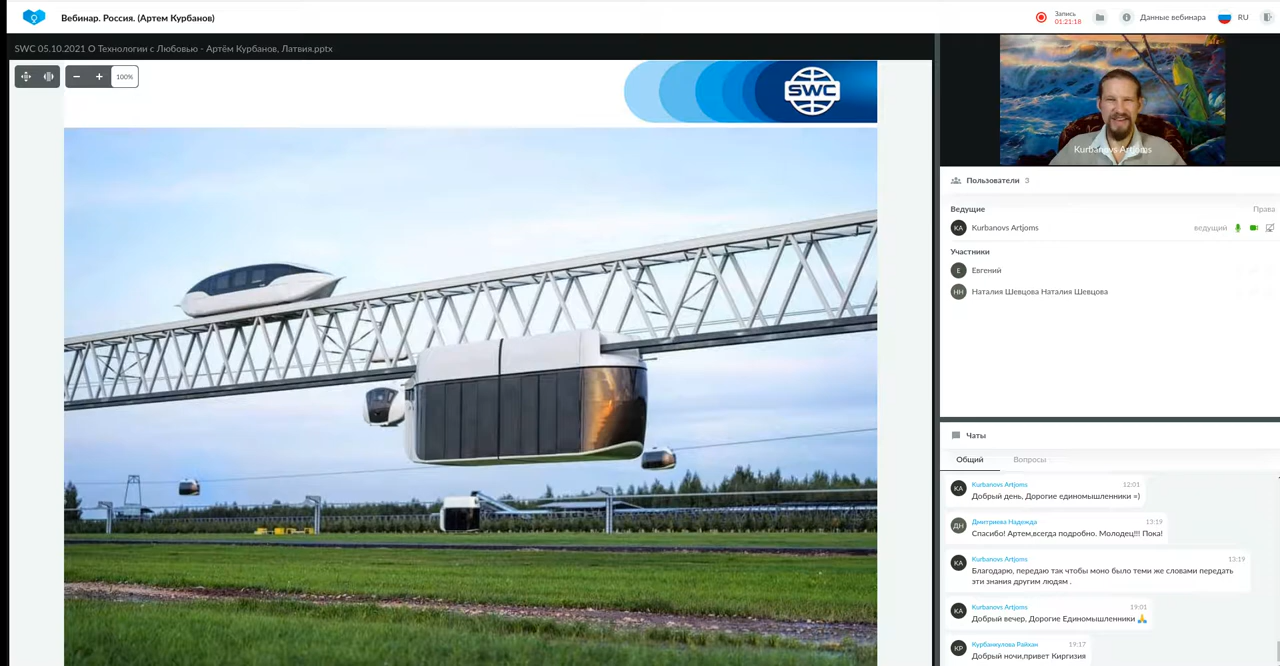 Вебинар. Россия. (Артем Курбанов)
Запись
01:21:18
Данные вебинара
RU
SWC 05.10.2021 О Технологии с Любовью - Артём Курбанов, Латвия.pptx
100%
SWC
Kurbanovs Artjoms
Пользователи 3
Ведущие
Права
KA
Kurbanovs Artjoms
ведущий
Участники
Е
Евгений
НН
Наталия Шевцова Наталия Шевцова
Чаты
Общий
Вопросы
KA
Kurbanovs Artjoms
12:01
Добрый день, Дорогие единомышленники =)
ДН
Дмитриева Надежда
13:19
Спасибо! Артем,всегда подробно. Молодец!!! Пока!
KA
Kurbanovs Artjoms
13:19
Благодарю, передаю так чтобы моно было теми же словами передать
эти знания другим людям .
KA
Kurbanovs Artjoms
19:01
Добрый вечер, Дорогие Единомышленники 🙏
КР
Курбанкулова Райхан
19:17
Добрый ночи,привет Киргизия